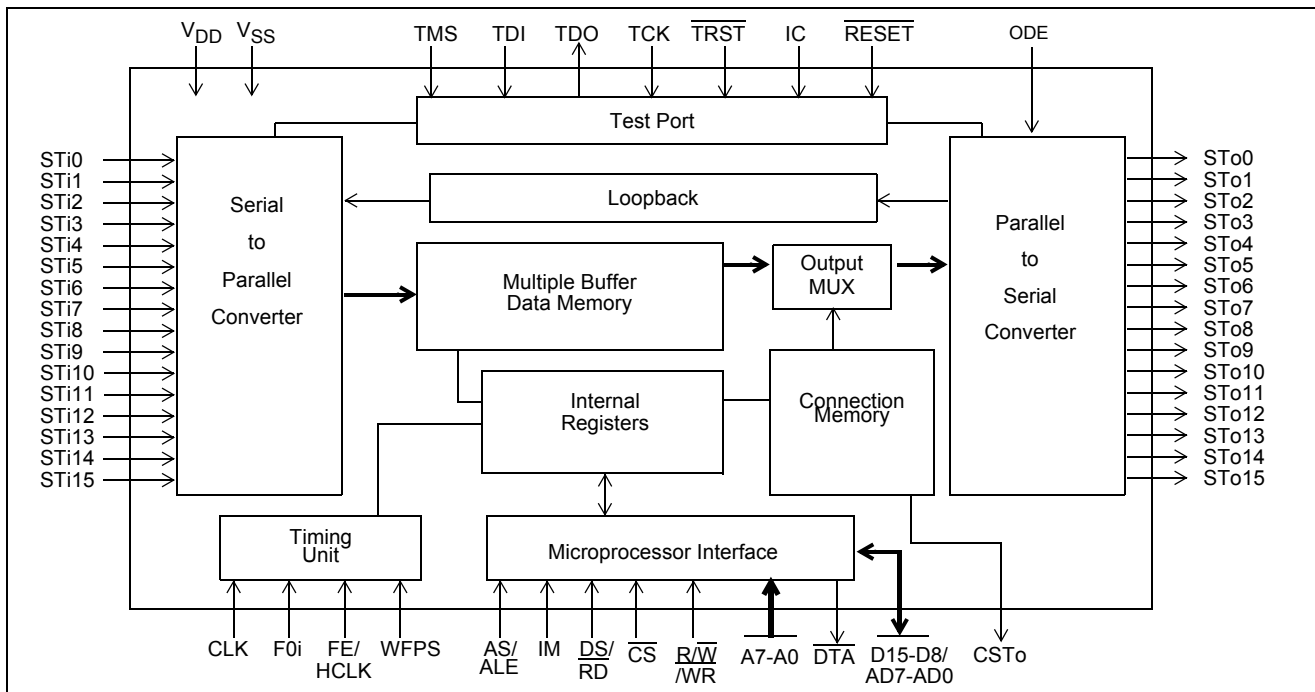 VDD VSS TMS TDI TDO TCK TRST IC RESET ODE
Test Port
STi0
STi1
STi2
STi3
STi4
STi5
STi6
STi7
STi8
STi9
STi10
STi11
STi12
STi13
STi14
STi15
Serial
to
Parallel
Converter
Loopback
Multiple Buffer
Data Memory
Output
MUX
Internal
Registers
Connection
Memory
Parallel
to
Serial
Converter
STo0
STo1
STo2
STo3
STo4
STo5
STo6
STo7
STo8
STo9
STo10
STo11
STo12
STo13
STo14
STo15
Timing
Unit
Microprocessor Interface
CLK
F0i
FE/
HCLK
WFPS
AS/
ALE
IM
DS/
RD
CS
R/W
/WR
A7-A0
DTA
D15-D8/
AD7-AD0
CSTo